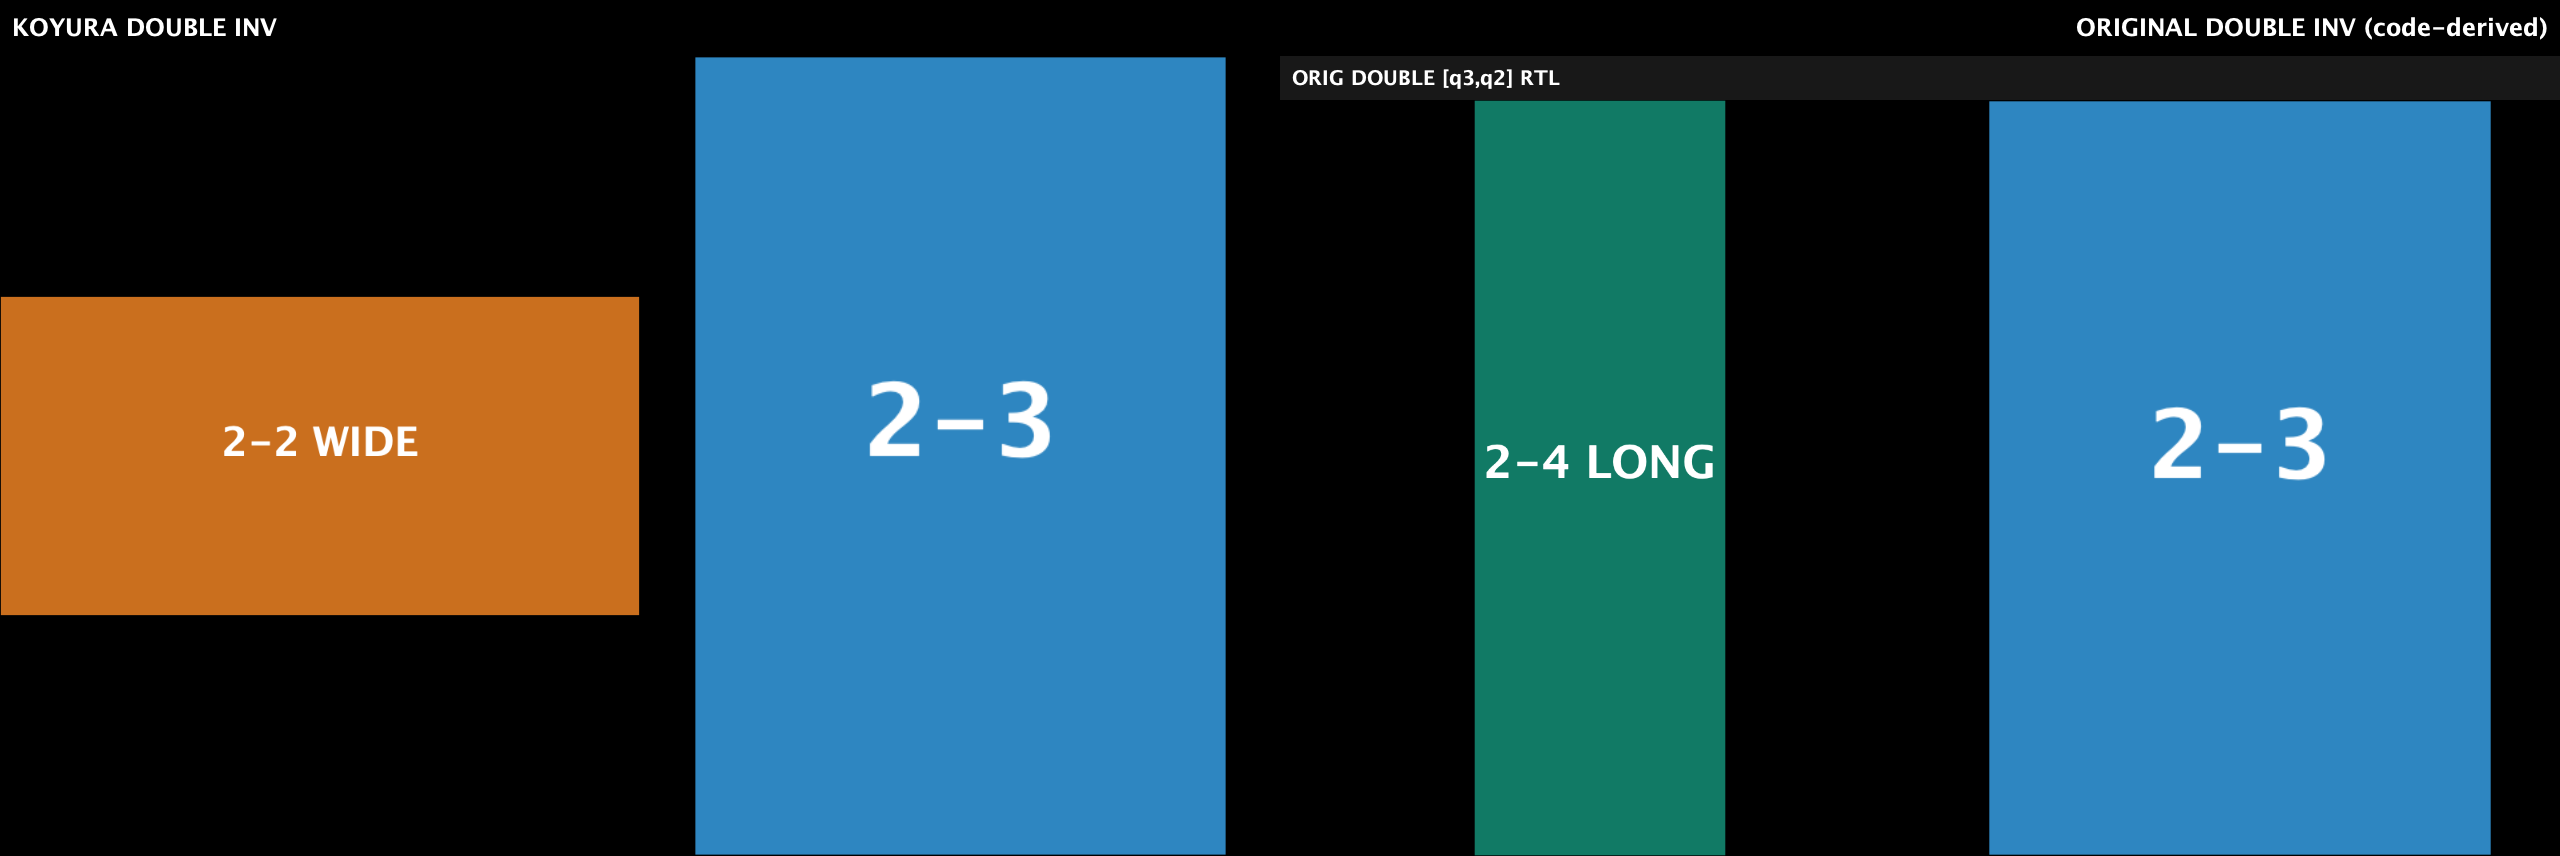 KOYURA DOUBLE INV
ORIGINAL DOUBLE INV (code-derived)
ORIG DOUBLE [q3,q2] RTL
2-2 WIDE
2-3
2-4 LONG
2-3